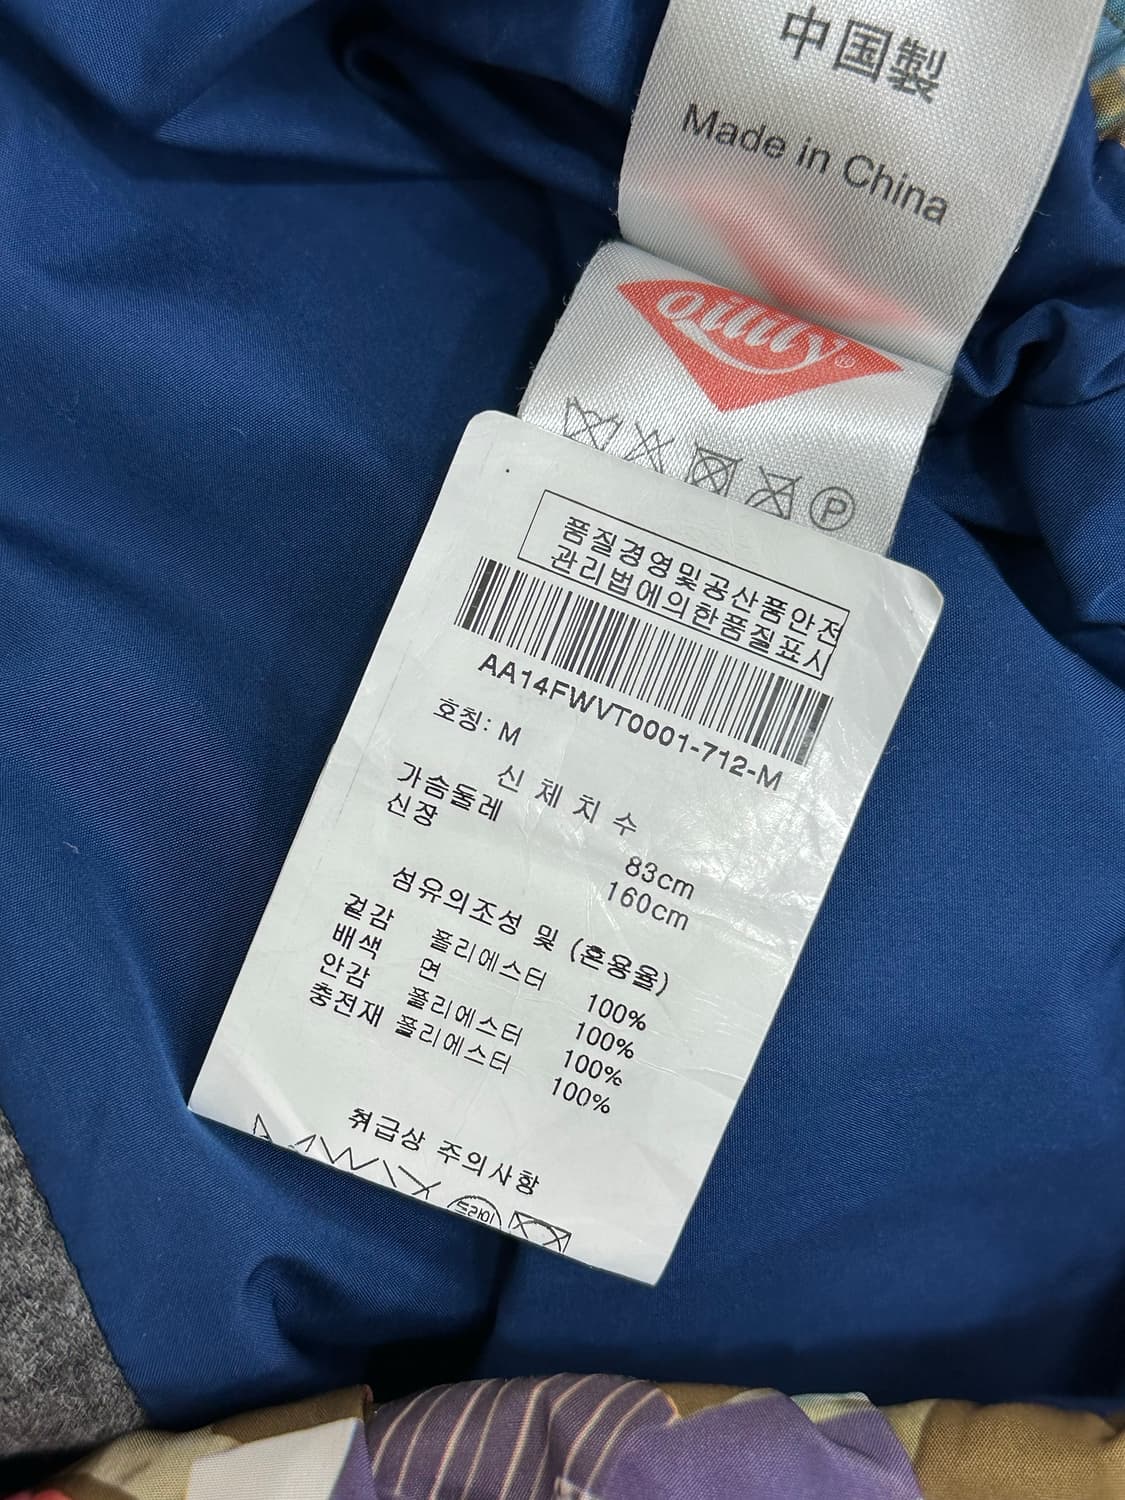 中国製
Made in China
Oilily®
P
품질경영및공산품안전
관리법에의한품질표시
AA14FWVT0001-712-M
호칭: M
신 체 치 수
가슴둘레 83cm
신장 160cm
섬유의조성 및 (혼용율)
겉감 폴리에스터 100%
배색 면 100%
안감 폴리에스터 100%
충전재 폴리에스터 100%
취급상 주의사항
드라이